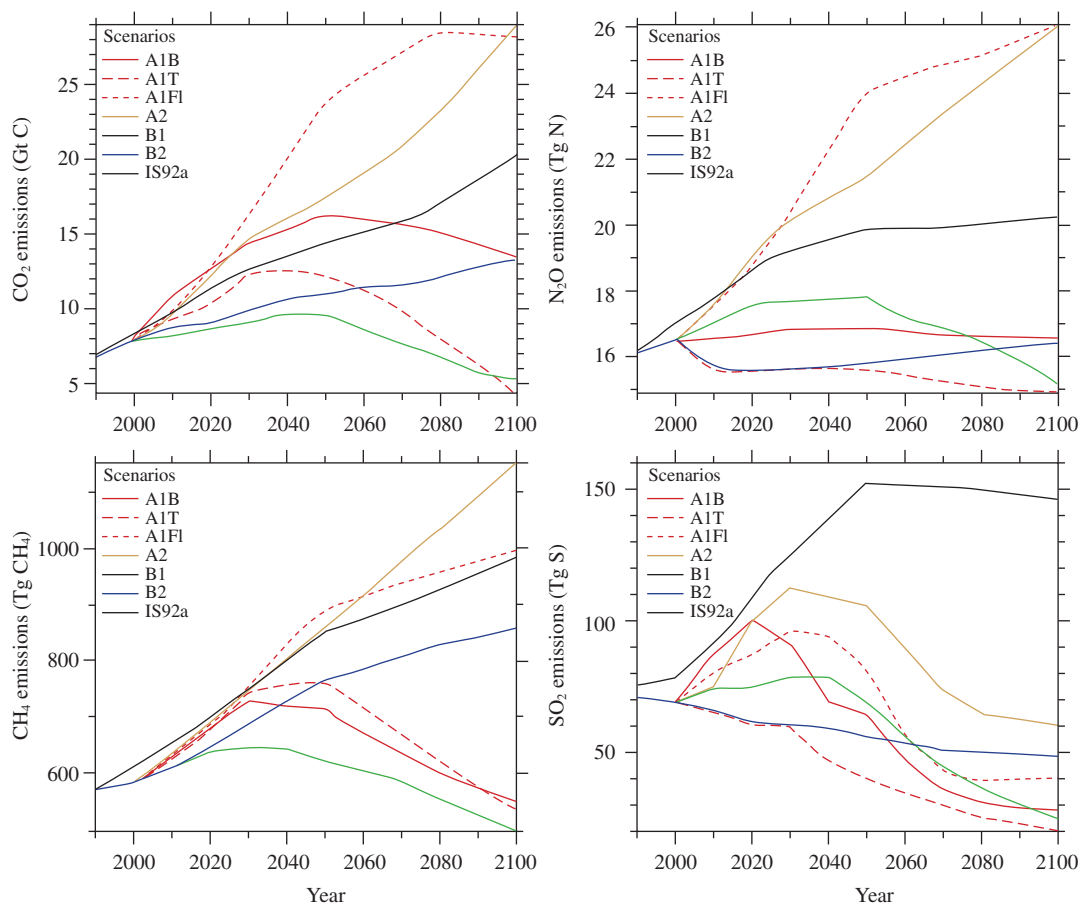 Scenarios
A1B
A1T
A1Fl
A2
B1
B2
IS92a
CO₂ emissions (Gt C)
25
20
15
10
5
2000 2020 2040 2060 2080 2100
Scenarios
A1B
A1T
A1Fl
A2
B1
B2
IS92a
N₂O emissions (Tg N)
26
24
22
20
18
16
2000 2020 2040 2060 2080 2100
Scenarios
A1B
A1T
A1Fl
A2
B1
B2
IS92a
CH₄ emissions (Tg CH₄)
1000
800
600
2000 2020 2040 2060 2080 2100
Year
Scenarios
A1B
A1T
A1Fl
A2
B1
B2
IS92a
SO₂ emissions (Tg S)
150
100
50
2000 2020 2040 2060 2080 2100
Year